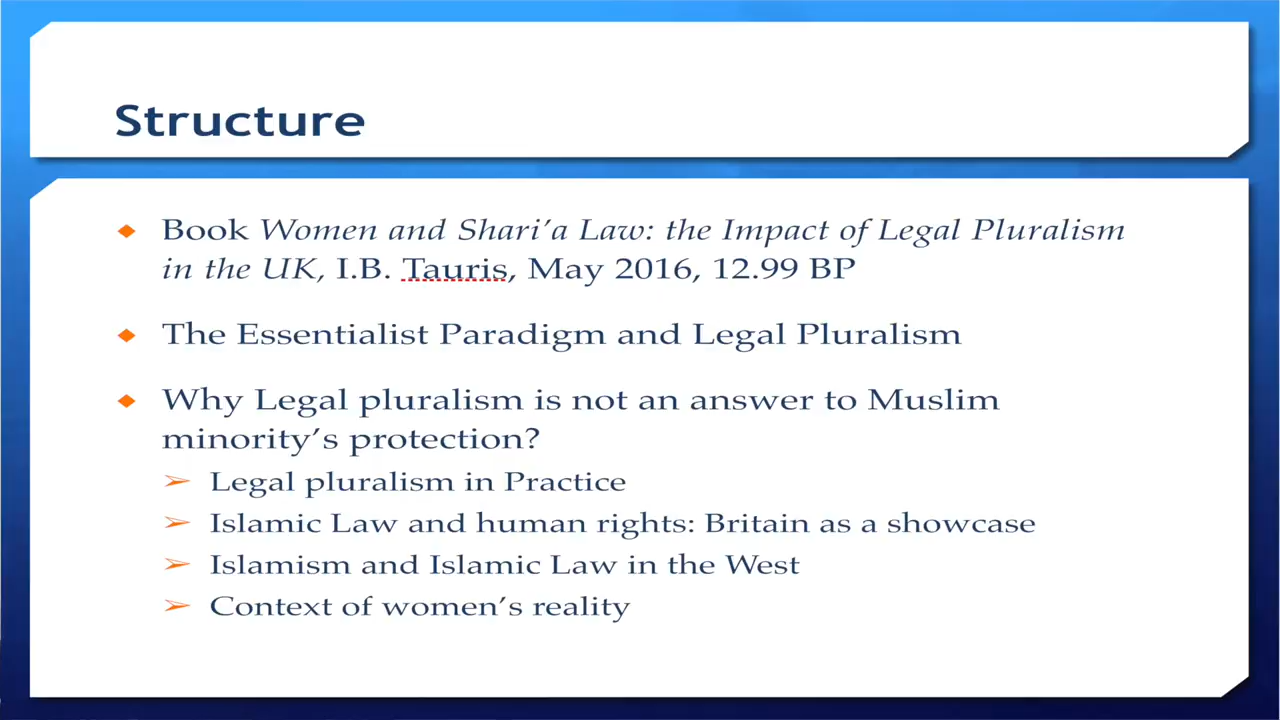 Structure
Book Women and Shari’a Law: the Impact of Legal Pluralism
in the UK, I.B. Tauris, May 2016, 12.99 BP
The Essentialist Paradigm and Legal Pluralism
Why Legal pluralism is not an answer to Muslim
minority’s protection?
Legal pluralism in Practice
Islamic Law and human rights: Britain as a showcase
Islamism and Islamic Law in the West
Context of women’s reality